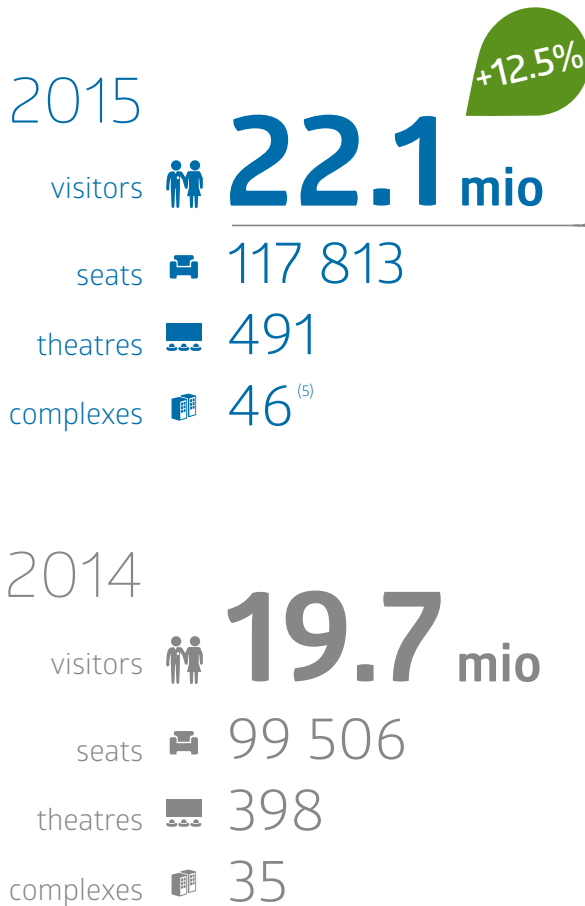 +12.5%
2015
visitors 22.1 mio
seats 117 813
theatres 491
complexes 46 (5)
2014
visitors 19.7 mio
seats 99 506
theatres 398
complexes 35